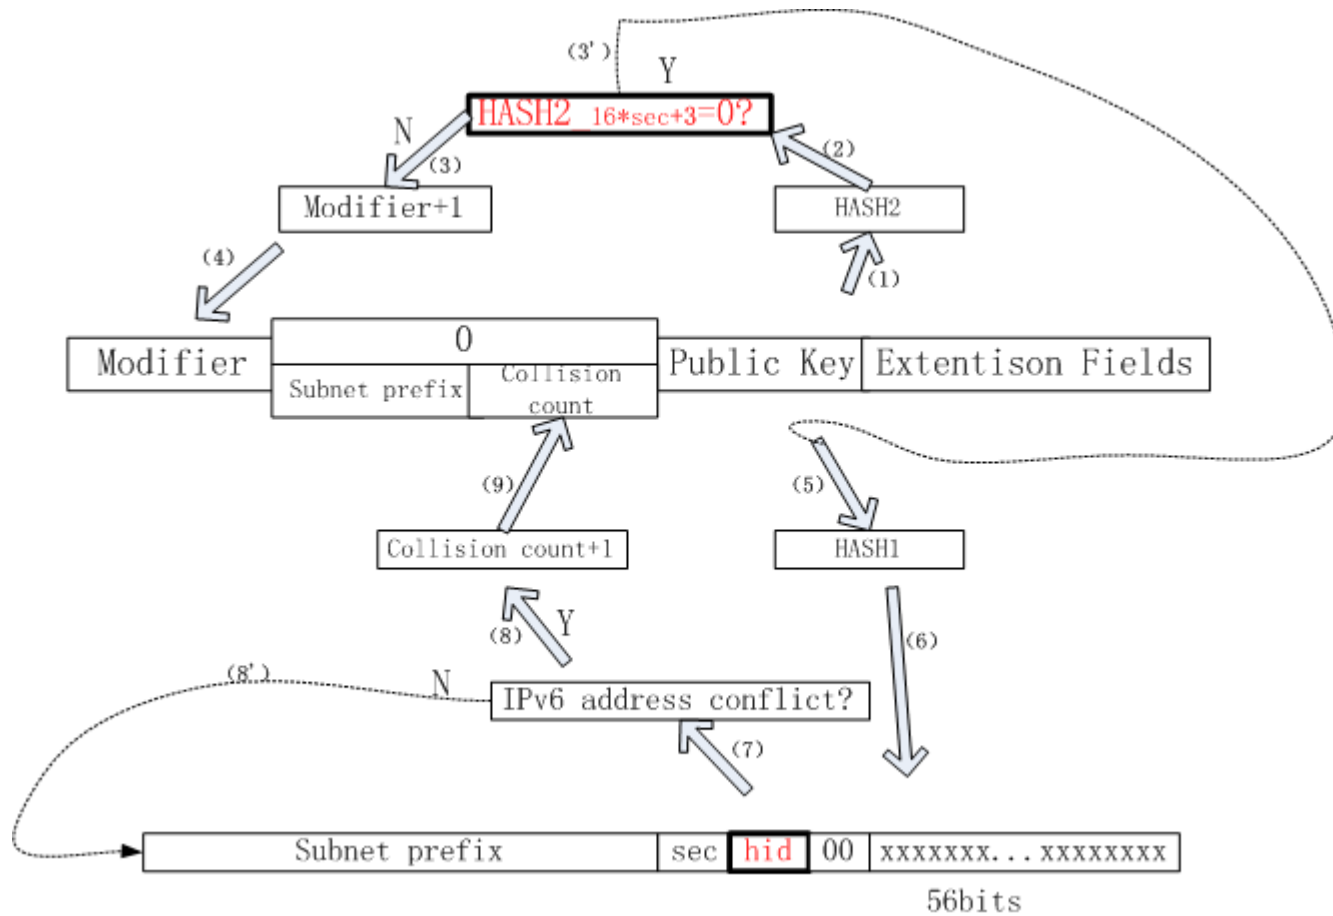 (3')
Y
HASH2_16*sec+3=0?
N
(3)
(2)
Modifier+1
HASH2
(4)
(1)
0
Modifier
Public Key
Extentison Fields
Subnet prefix
Collision
count
(9)
(5)
Collision count+1
HASH1
(8)
Y
(6)
(8')
N
IPv6 address conflict?
(7)
Subnet prefix
sec
hid
00
xxxxxxx...xxxxxxxx
56bits